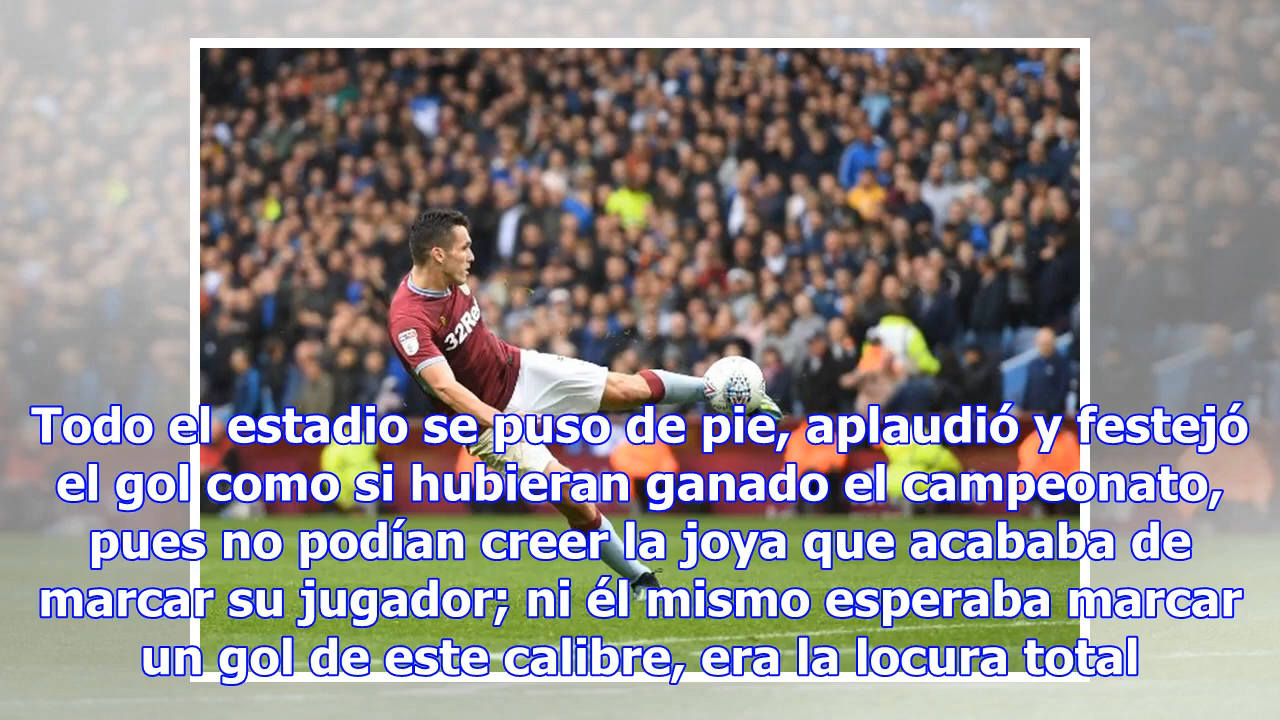 32Re
Todo el estadio se puso de pie, aplaudió y festejó
el gol como si hubieran ganado el campeonato,
pues no podían creer la joya que acababa de
marcar su jugador; ni él mismo esperaba marcar
un gol de este calibre, era la locura total